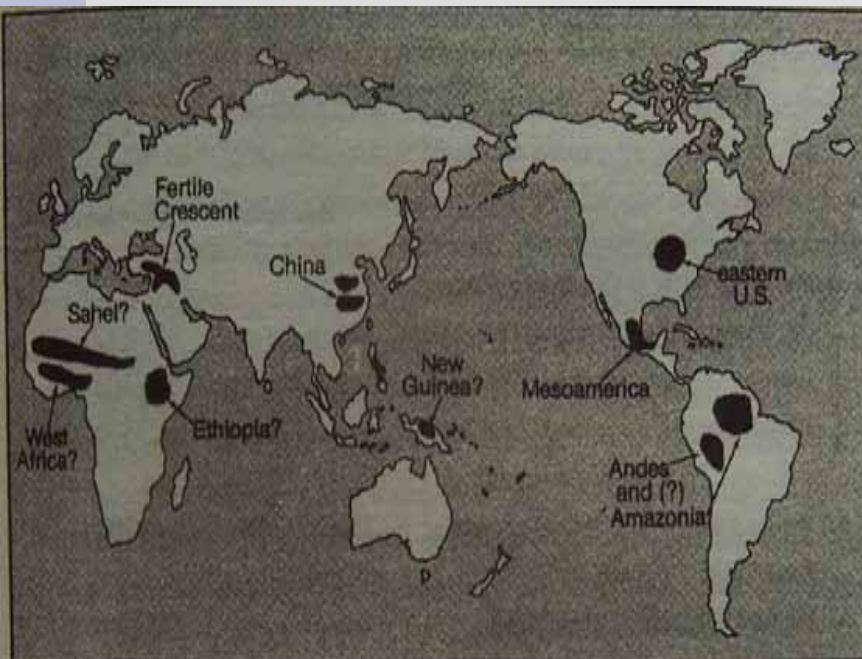 Fertile
Crescent
China
Sahel?
eastern
U.S.
New
Guinea?
Mesoamerica
West
Africa?
Ethiopia?
Andes
and (?)
Amazonia